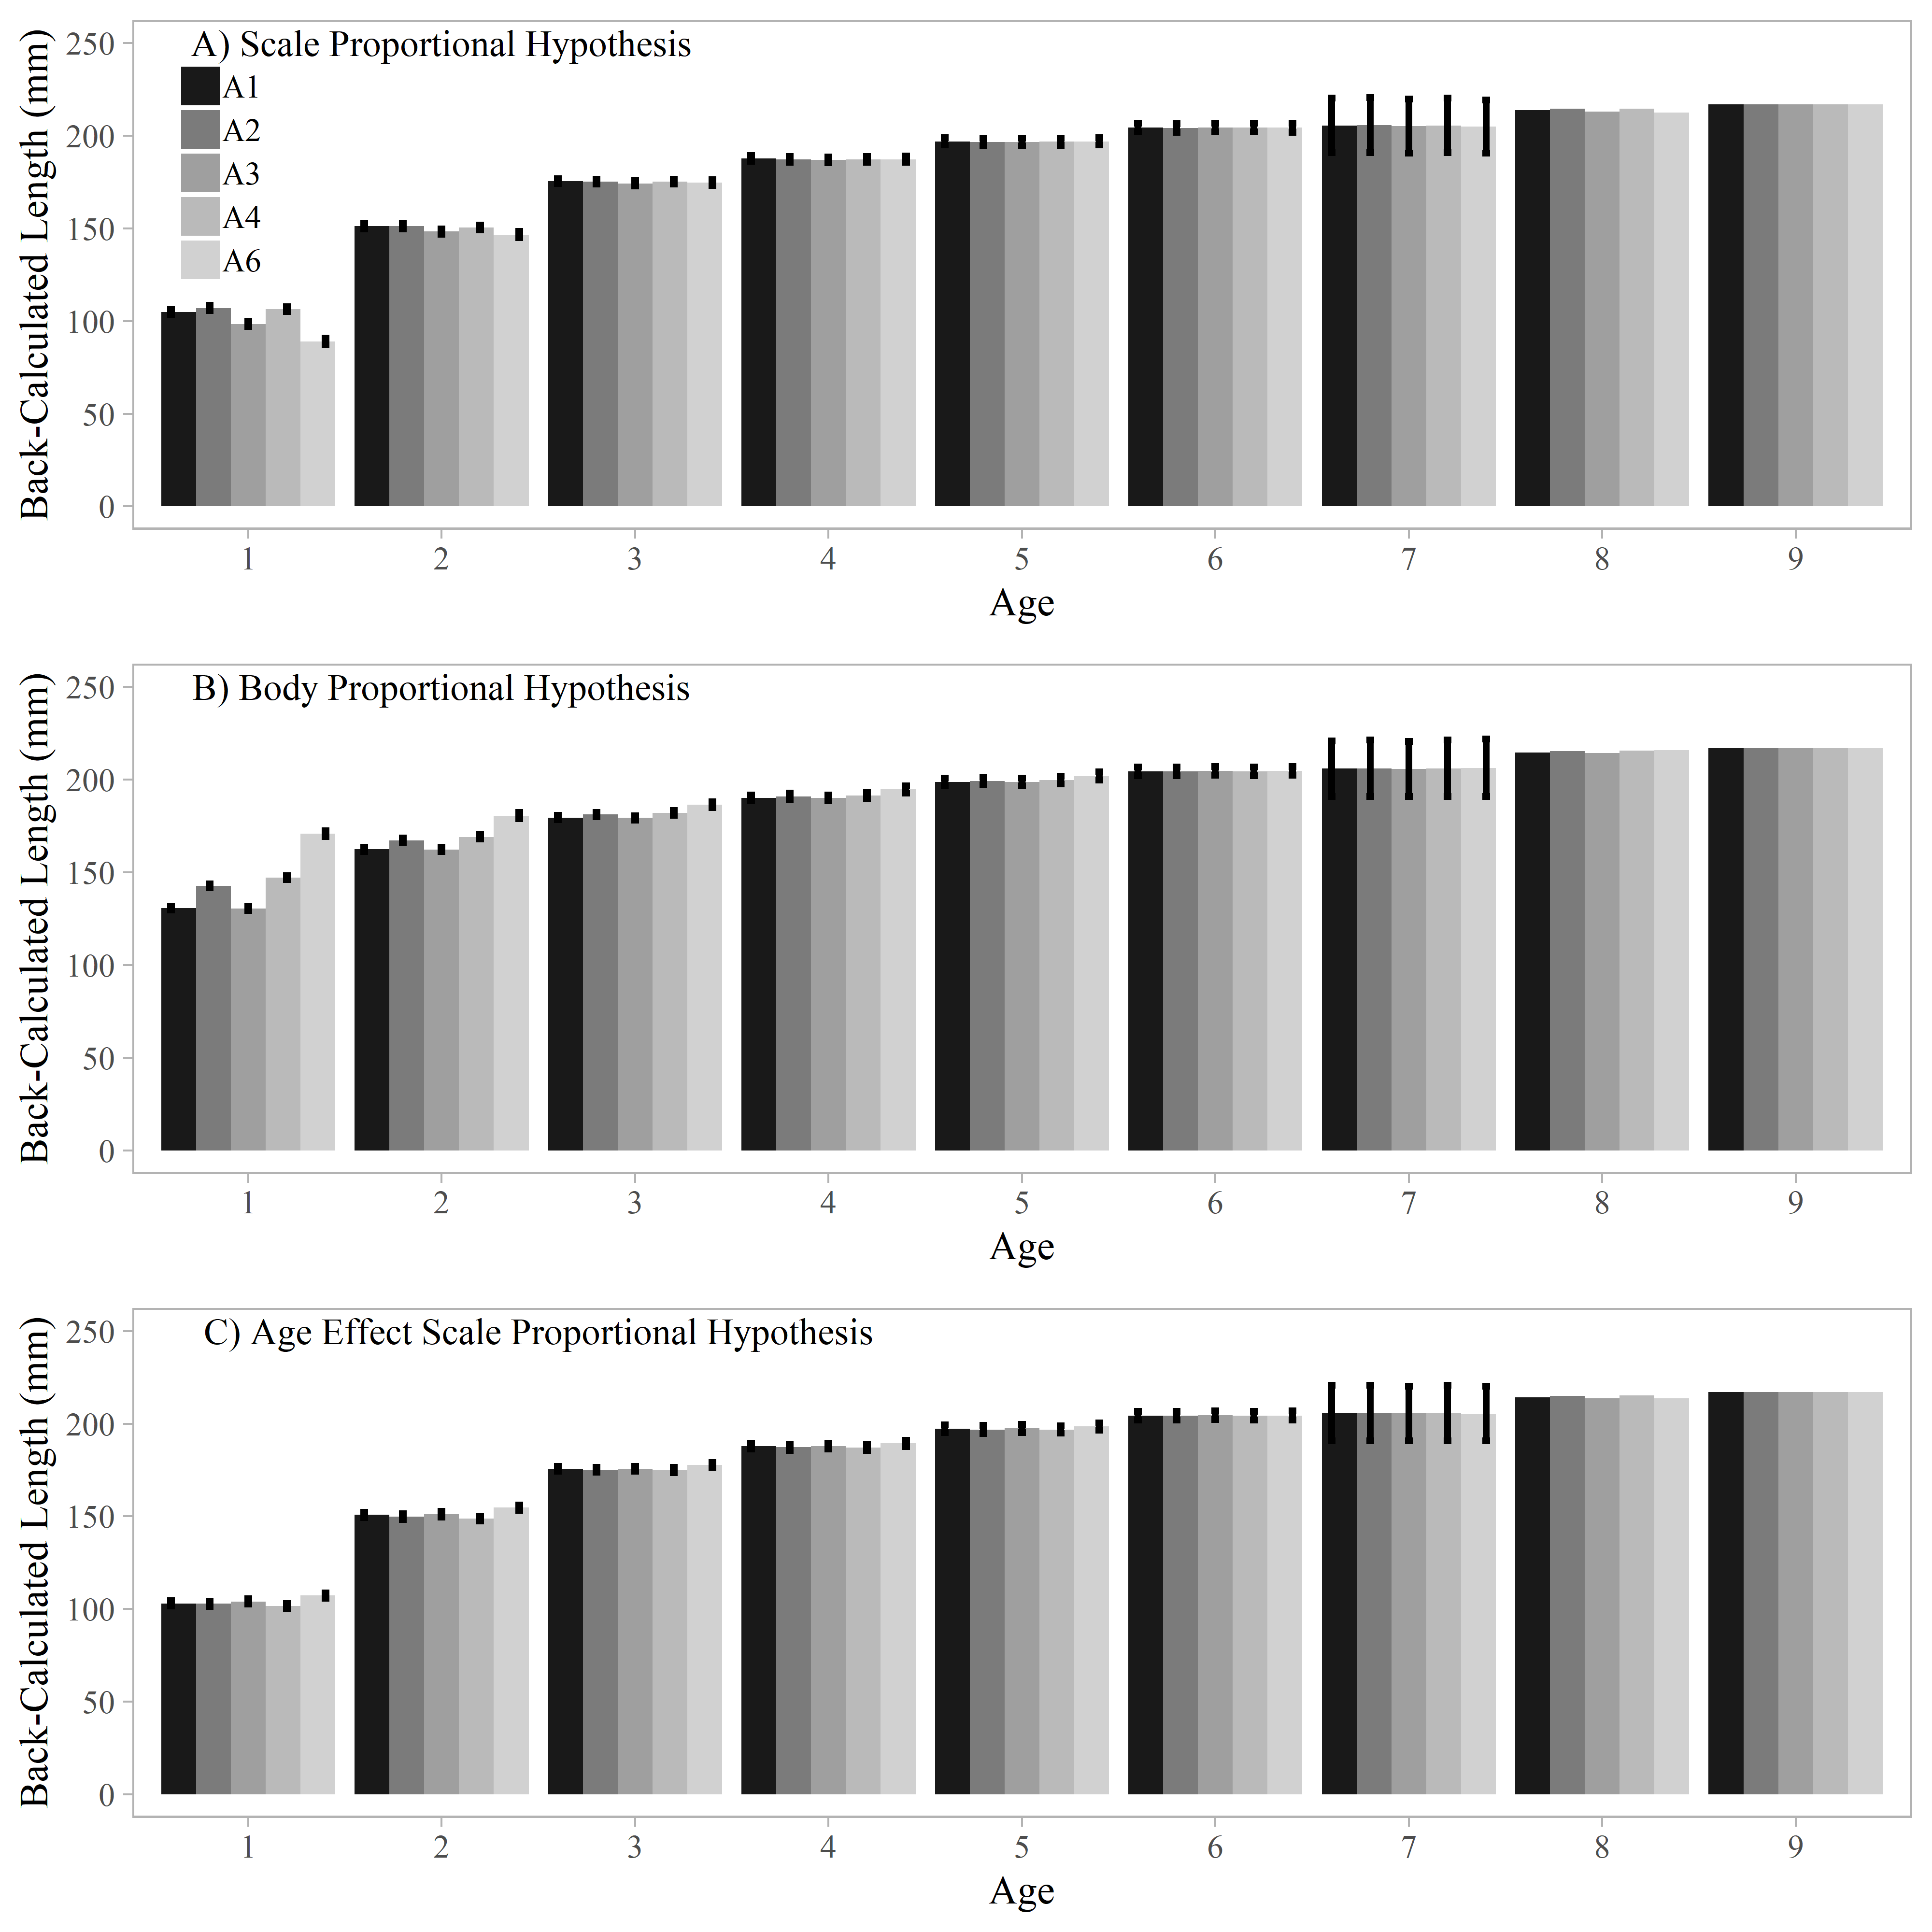 A) Scale Proportional Hypothesis
A1
A2
A3
A4
A6
Back-Calculated Length (mm)
250
200
150
100
50
0
1 2 3 4 5 6 7 8 9
Age
B) Body Proportional Hypothesis
Back-Calculated Length (mm)
250
200
150
100
50
0
1 2 3 4 5 6 7 8 9
Age
C) Age Effect Scale Proportional Hypothesis
Back-Calculated Length (mm)
250
200
150
100
50
0
1 2 3 4 5 6 7 8 9
Age